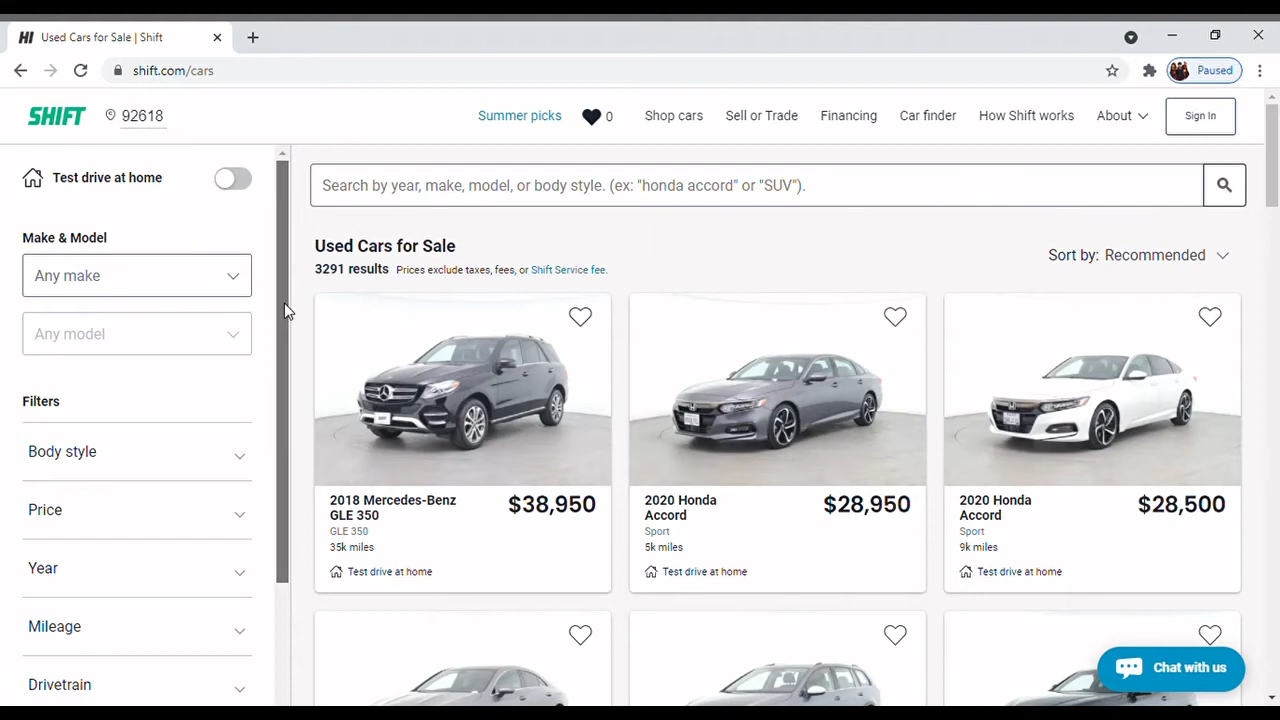 HI Used Cars for Sale | Shift
shift.com/cars
Paused
SHIFT
92618
Summer picks
0
Shop cars
Sell or Trade
Financing
Car finder
How Shift works
About
Sign In
Test drive at home
Make & Model
Any make
Any model
Filters
Body style
Price
Year
Mileage
Drivetrain
Search by year, make, model, or body style. (ex: "honda accord" or "SUV").
Used Cars for Sale
3291 results Prices exclude taxes, fees, or Shift Service fee.
Sort by: Recommended
SHIFT
2018 Mercedes-Benz
GLE 350
$38,950
GLE 350
35k miles
Test drive at home
2020 Honda
Accord
$28,950
Sport
5k miles
Test drive at home
2020 Honda
Accord
$28,500
Sport
9k miles
Test drive at home
Chat with us